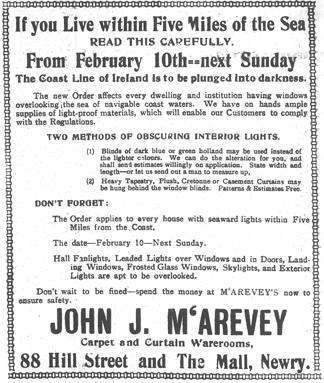 If you Live within Five Miles of the Sea
READ THIS CAREFULLY.
From February 10th--next Sunday
The Coast Line of Ireland is to be plunged into darkness.
The new Order affects every dwelling and institution having windows
overlooking the sea of navigable coast waters. We have on hands ample
supplies of light-proof materials, which will enable our Customers to comply
with the Regulations.
TWO METHODS OF OBSCURING INTERIOR LIGHTS.
(1) Blinds of dark blue or green holland may be used instead of
the lighter colours. We can do the alteration for you, and
shall send estimates willingly on application. State width and
length—or let us send out a man to measure up.
(2) Heavy Tapestry, Plush, Cretonne or Casement Curtains may
be hung behind the window blinds. Patterns & Estimates Free.
DON'T FORGET:
The Order applies to every house with seaward lights within Five
Miles from the Coast.
The date—February 10—Next Sunday.
Hall Fanlights, Leaded Lights over Windows and in Doors, Land-
ing Windows, Frosted Glass Windows, Skylights, and Exterior
Lights are apt to be overlooked.
Don't wait to be fined—spend the money at M'AREVEY'S now to
ensure safety.
JOHN J. M'AREVEY
Carpet and Curtain Warerooms,
88 Hill Street and The Mall, Newry.